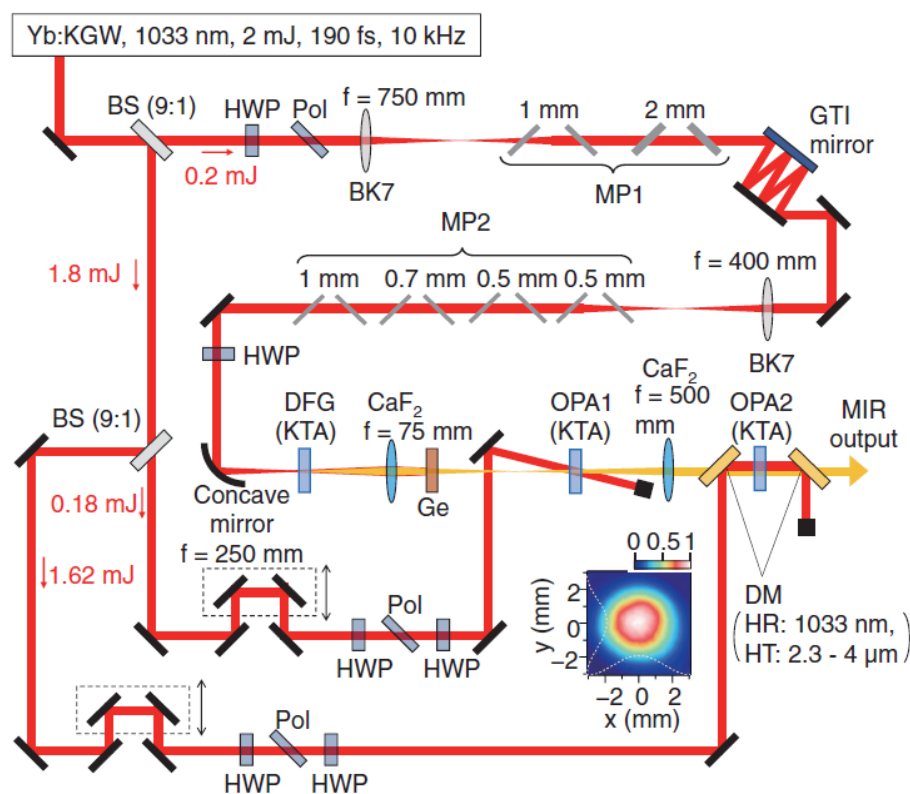 Yb:KGW, 1033 nm, 2 mJ, 190 fs, 10 kHz
BS (9:1)
HWP
Pol
f = 750 mm
1 mm
2 mm
GTI
mirror
0.2 mJ
BK7
MP1
MP2
1.8 mJ
1 mm
0.7 mm
0.5 mm
0.5 mm
f = 400 mm
HWP
BK7
BS (9:1)
DFG
(KTA)
CaF2
f = 75 mm
OPA1
(KTA)
CaF2
f = 500
mm
OPA2
(KTA)
MIR
output
0.18 mJ
Concave
mirror
f = 250 mm
Ge
1.62 mJ
0 0.5 1
2
0
−2
y (mm)
−2 0 2
x (mm)
DM
(HR: 1033 nm,
HT: 2.3 - 4 μm)
Pol
HWP
HWP
Pol
HWP
HWP